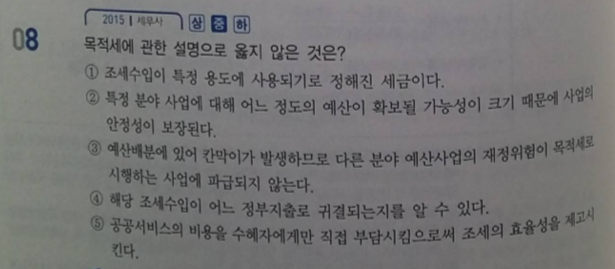 2015 | 세무사 상 중 하
08 목적세에 관한 설명으로 옳지 않은 것은?
① 조세수입이 특정 용도에 사용되기로 정해진 세금이다.
② 특정 분야 사업에 대해 어느 정도의 예산이 확보될 가능성이 크기 때문에 사업의
안정성이 보장된다.
③ 예산배분에 있어 칸막이가 발생하므로 다른 분야 예산사업의 재정위험이 목적세로
시행하는 사업에 파급되지 않는다.
④ 해당 조세수입이 어느 정부지출로 귀결되는지를 알 수 있다.
⑤ 공공서비스의 비용을 수혜자에게만 직접 부담시킴으로써 조세의 효율성을 제고시
킨다.